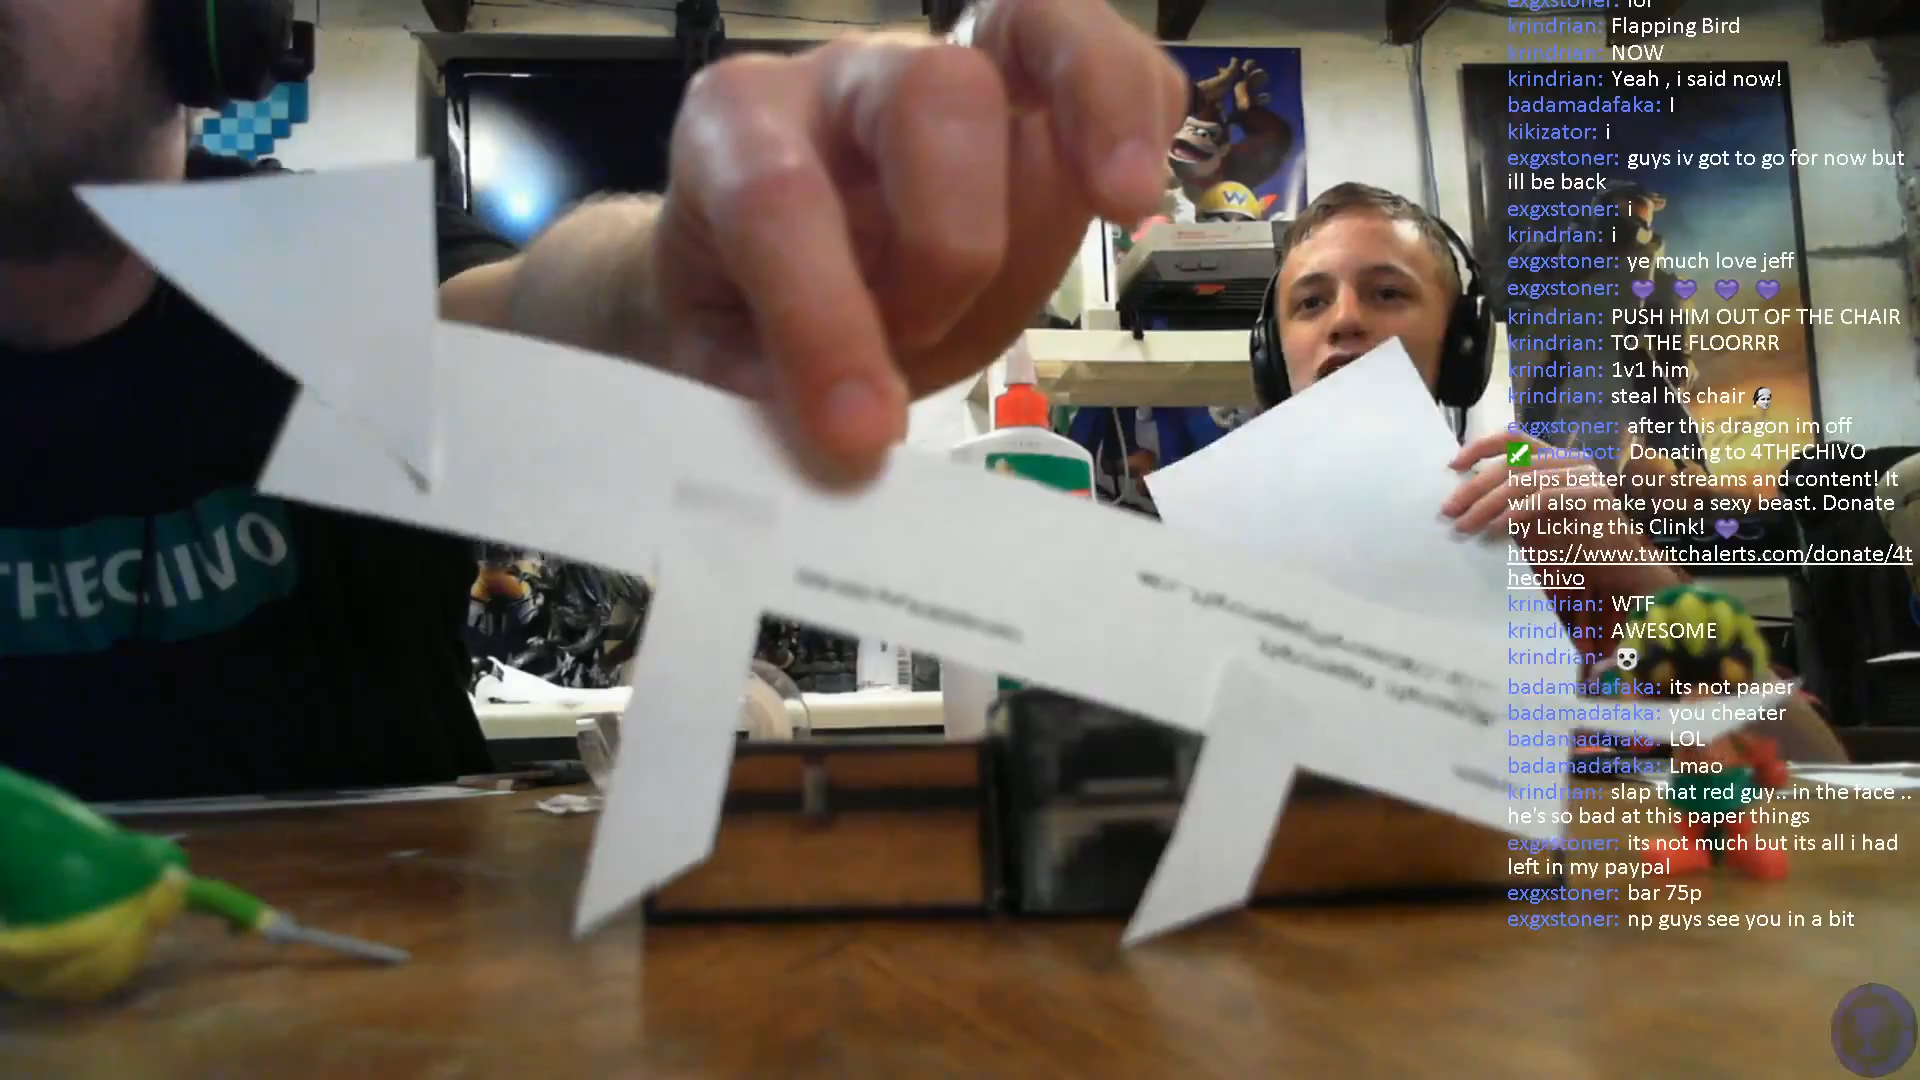 exgxstoner: lol
krindrian: Flapping Bird
krindrian: NOW
krindrian: Yeah , i said now!
badamadafaka: I
kikizator: i
exgxstoner: guys iv got to go for now but
ill be back
exgxstoner: i
krindrian: i
exgxstoner: ye much love jeff
exgxstoner: 💜 💜 💜 💜
krindrian: PUSH HIM OUT OF THE CHAIR
krindrian: TO THE FLOORRR
krindrian: 1v1 him
krindrian: steal his chair
exgxstoner: after this dragon im off
moobot: Donating to 4THECHIVO
helps better our streams and content! It
will also make you a sexy beast. Donate
by Licking this Clink! 💜
https://www.twitchalerts.com/donate/4t
hechivo
krindrian: WTF
krindrian: AWESOME
krindrian:
badamadafaka: its not paper
badamadafaka: you cheater
badamadafaka: LOL
badamadafaka: Lmao
krindrian: slap that red guy.. in the face ..
he's so bad at this paper things
exgxstoner: its not much but its all i had
left in my paypal
exgxstoner: bar 75p
exgxstoner: np guys see you in a bit
THECHIVO
W